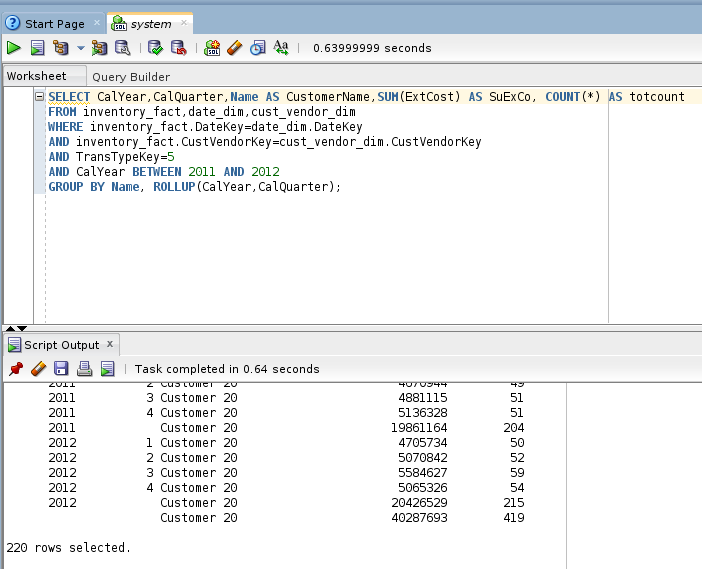 Start Page
system
0.63999999 seconds
Worksheet
Query Builder
SELECT CalYear,CalQuarter,Name AS CustomerName,SUM(ExtCost) AS SuExCo, COUNT(*) AS totcount
FROM inventory_fact,date_dim,cust_vendor_dim
WHERE inventory_fact.DateKey=date_dim.DateKey
AND inventory_fact.CustVendorKey=cust_vendor_dim.CustVendorKey
AND TransTypeKey=5
AND CalYear BETWEEN 2011 AND 2012
GROUP BY Name, ROLLUP(CalYear,CalQuarter);
Script Output
Task completed in 0.64 seconds
2011 2 Customer 20 4670944 49
2011 3 Customer 20 4881115 51
2011 4 Customer 20 5136328 51
2011 Customer 20 19861164 204
2012 1 Customer 20 4705734 50
2012 2 Customer 20 5070842 52
2012 3 Customer 20 5584627 59
2012 4 Customer 20 5065326 54
2012 Customer 20 20426529 215
Customer 20 40287693 419
220 rows selected.